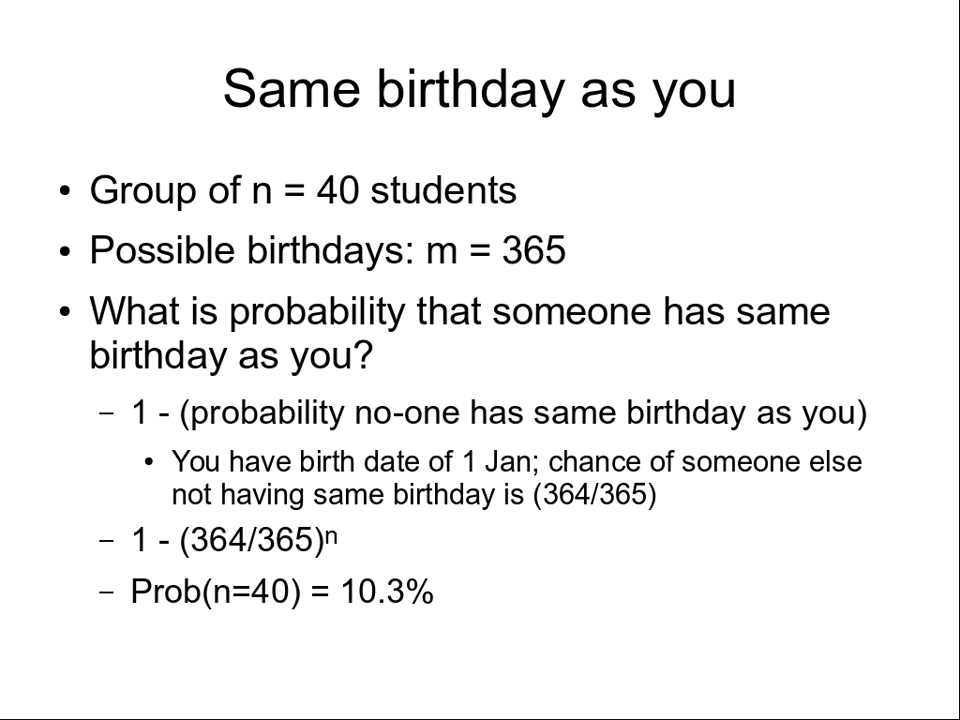 Same birthday as you
• Group of n = 40 students
• Possible birthdays: m = 365
• What is probability that someone has same
birthday as you?
– 1 - (probability no-one has same birthday as you)
• You have birth date of 1 Jan; chance of someone else
not having same birthday is (364/365)
– 1 - (364/365)ⁿ
– Prob(n=40) = 10.3%